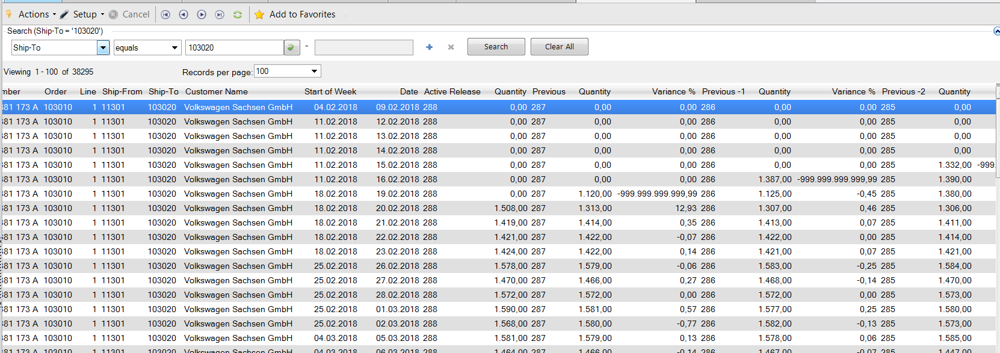 Actions Setup Cancel Add to Favorites
Search (Ship-To = '103020')
Ship-To equals 103020 - Search Clear All
Viewing 1 - 100 of 38295 Records per page: 100
mber Order Line Ship-From Ship-To Customer Name Start of Week Date Active Release Quantity Previous Quantity Variance % Previous -1 Quantity Variance % Previous -2 Quantity
381 173 A 103010 1 11301 103020 Volkswagen Sachsen GmbH 04.02.2018 09.02.2018 288 0,00 287 0,00 0,00 286 0,00 0,00 285 0,00
381 173 A 103010 1 11301 103020 Volkswagen Sachsen GmbH 11.02.2018 12.02.2018 288 0,00 287 0,00 0,00 286 0,00 0,00 285 0,00
381 173 A 103010 1 11301 103020 Volkswagen Sachsen GmbH 11.02.2018 13.02.2018 288 0,00 287 0,00 0,00 286 0,00 0,00 285 0,00
381 173 A 103010 1 11301 103020 Volkswagen Sachsen GmbH 11.02.2018 14.02.2018 288 0,00 287 0,00 0,00 286 0,00 0,00 285 0,00
381 173 A 103010 1 11301 103020 Volkswagen Sachsen GmbH 11.02.2018 15.02.2018 288 0,00 287 0,00 0,00 286 0,00 0,00 285 1.332,00 -999.
381 173 A 103010 1 11301 103020 Volkswagen Sachsen GmbH 11.02.2018 16.02.2018 288 0,00 287 0,00 0,00 286 1.387,00 -999.999.999.999,99 285 1.390,00
381 173 A 103010 1 11301 103020 Volkswagen Sachsen GmbH 18.02.2018 19.02.2018 288 0,00 287 1.120,00 -999.999.999.999,99 286 1.125,00 -0,45 285 1.380,00
381 173 A 103010 1 11301 103020 Volkswagen Sachsen GmbH 18.02.2018 20.02.2018 288 1.508,00 287 1.313,00 12,93 286 1.307,00 0,46 285 1.306,00
381 173 A 103010 1 11301 103020 Volkswagen Sachsen GmbH 18.02.2018 21.02.2018 288 1.419,00 287 1.414,00 0,35 286 1.413,00 0,07 285 1.411,00
381 173 A 103010 1 11301 103020 Volkswagen Sachsen GmbH 18.02.2018 22.02.2018 288 1.421,00 287 1.422,00 -0,07 286 1.422,00 0,00 285 1.414,00
381 173 A 103010 1 11301 103020 Volkswagen Sachsen GmbH 18.02.2018 23.02.2018 288 1.424,00 287 1.422,00 0,14 286 1.421,00 0,07 285 1.421,00
381 173 A 103010 1 11301 103020 Volkswagen Sachsen GmbH 25.02.2018 26.02.2018 288 1.578,00 287 1.579,00 -0,06 286 1.583,00 -0,25 285 1.584,00
381 173 A 103010 1 11301 103020 Volkswagen Sachsen GmbH 25.02.2018 27.02.2018 288 1.470,00 287 1.466,00 0,27 286 1.468,00 -0,14 285 1.470,00
381 173 A 103010 1 11301 103020 Volkswagen Sachsen GmbH 25.02.2018 28.02.2018 288 1.572,00 287 1.572,00 0,00 286 1.572,00 0,00 285 1.573,00
381 173 A 103010 1 11301 103020 Volkswagen Sachsen GmbH 25.02.2018 01.03.2018 288 1.590,00 287 1.581,00 0,57 286 1.577,00 0,25 285 1.580,00
381 173 A 103010 1 11301 103020 Volkswagen Sachsen GmbH 25.02.2018 02.03.2018 288 1.568,00 287 1.580,00 -0,77 286 1.582,00 -0,13 285 1.573,00
381 173 A 103010 1 11301 103020 Volkswagen Sachsen GmbH 04.03.2018 05.03.2018 288 1.581,00 287 1.579,00 0,13 286 1.578,00 0,06 285 1.585,00
381 173 A 103010 1 11301 103020 Volkswagen Sachsen GmbH 04.03.2018 06.03.2018 288 1.464,00 287 1.466,00 -0,14 286 1.467,00 -0,07 285 1.447,00